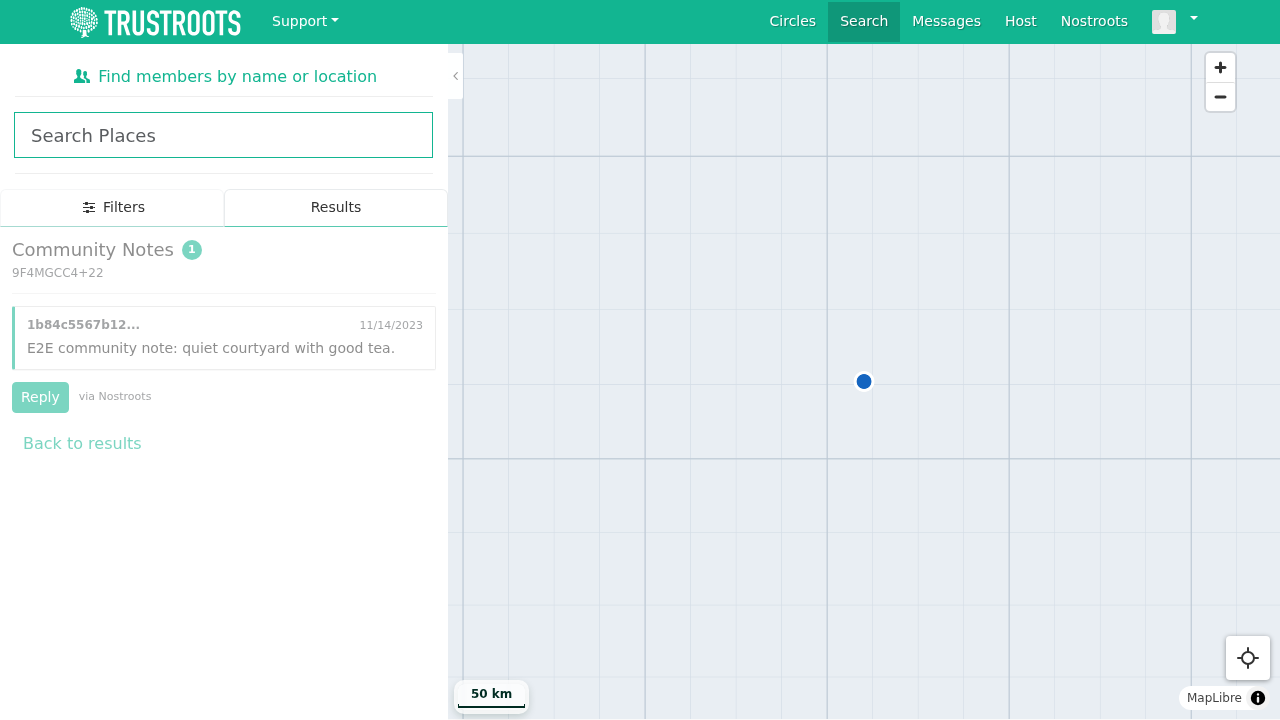 TRUSTROOTS
Support
Circles
Search
Messages
Host
Nostroots
Find members by name or location
Search Places
Filters
Results
Community Notes 1
9F4MGCC4+22
1b84c5567b12... 11/14/2023
E2E community note: quiet courtyard with good tea.
Reply via Nostroots
Back to results
50 km
MapLibre